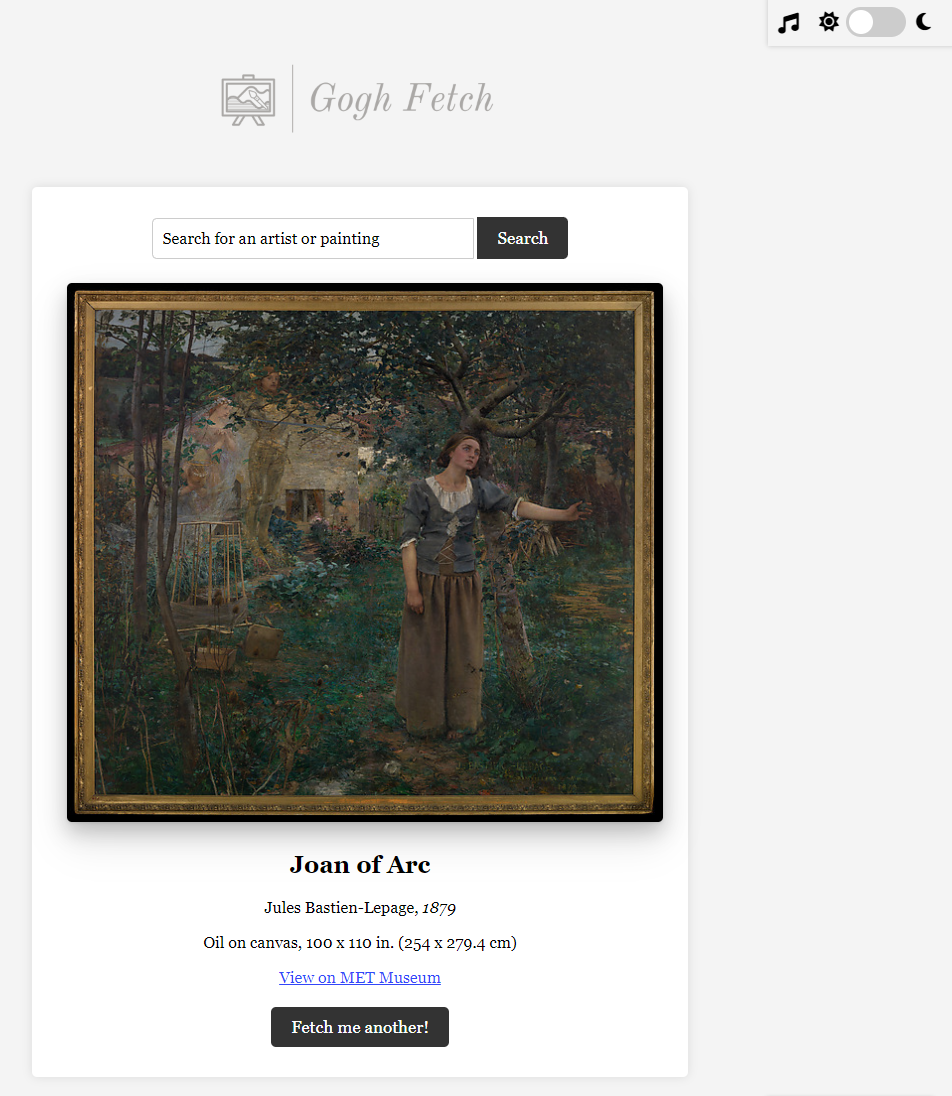 Gogh Fetch
Search for an artist or painting
Search
Joan of Arc
Jules Bastien-Lepage, 1879
Oil on canvas, 100 x 110 in. (254 x 279.4 cm)
View on MET Museum
Fetch me another!